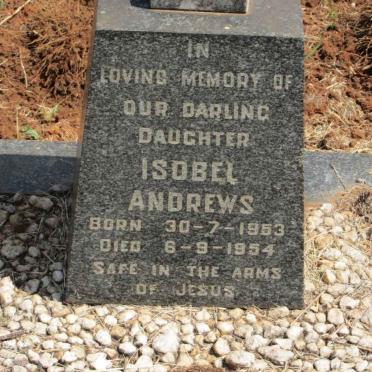 IN
LOVING MEMORY OF
OUR DARLING
DAUGHTER
ISOBEL
ANDREWS
BORN 30-7-1953
DIED 6-9-1954
SAFE IN THE ARMS
OF JESUS